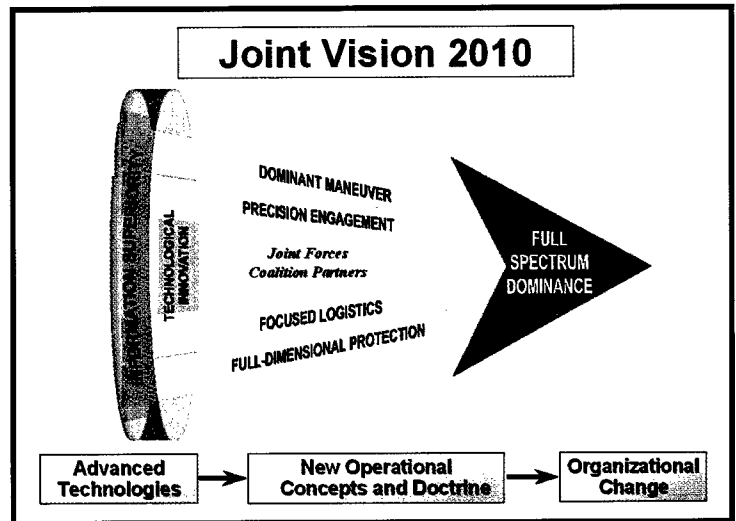 Joint Vision 2010
INFORMATION SUPERIORITY
TECHNOLOGICAL
INNOVATION
DOMINANT MANEUVER
PRECISION ENGAGEMENT
Joint Forces
Coalition Partners
FOCUSED LOGISTICS
FULL-DIMENSIONAL PROTECTION
FULL
SPECTRUM
DOMINANCE
Advanced
Technologies
New Operational
Concepts and Doctrine
Organizational
Change